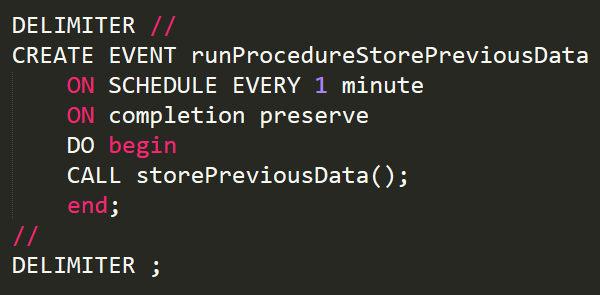 DELIMITER //
CREATE EVENT runProcedureStorePreviousData
    ON SCHEDULE EVERY 1 minute
    ON completion preserve
    DO begin
    CALL storePreviousData();
    end;
//
DELIMITER ;